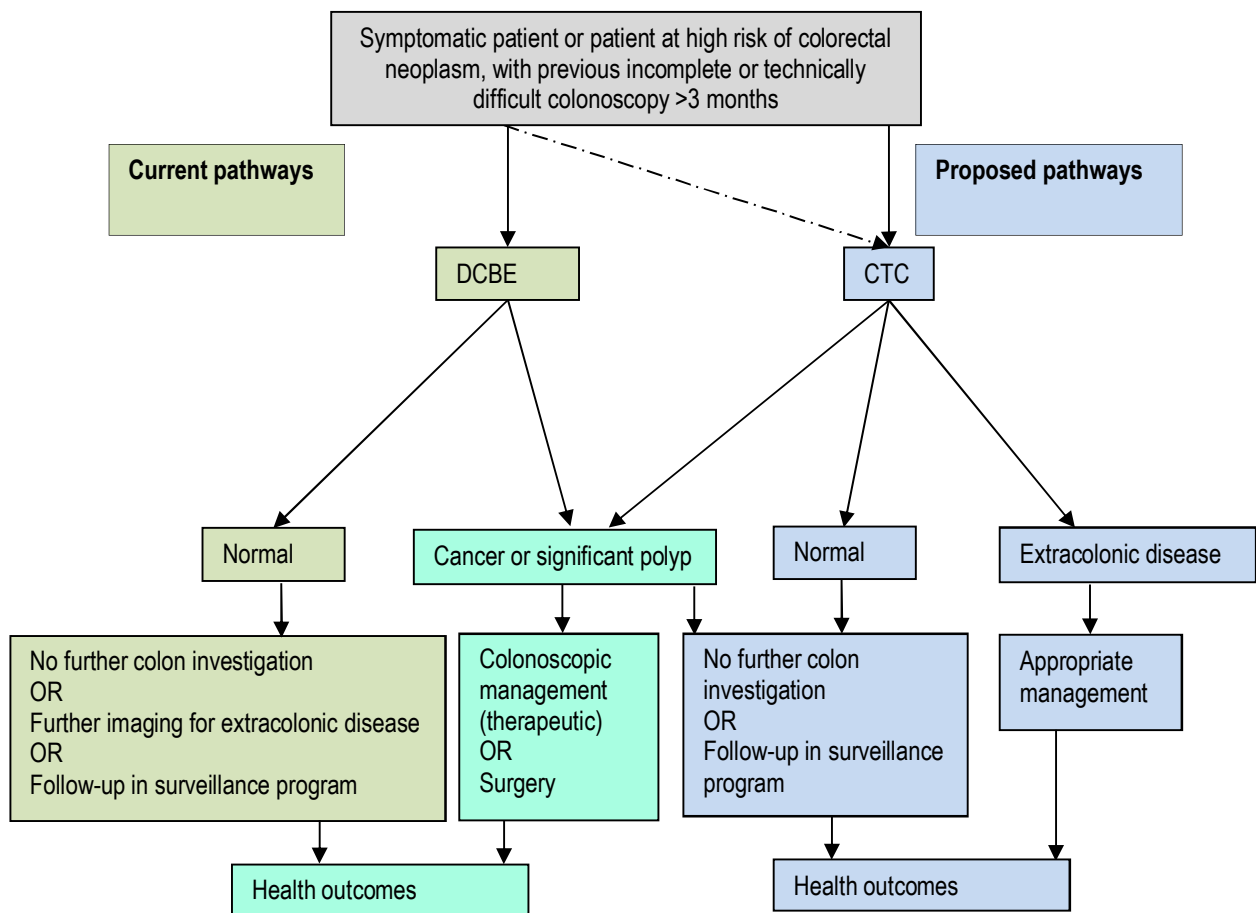 Symptomatic patient or patient at high risk of colorectal
neoplasm, with previous incomplete or technically
difficult colonoscopy >3 months
Current pathways
Proposed pathways
DCBE
CTC
Normal
Cancer or significant polyp
Normal
Extracolonic disease
No further colon investigation
OR
Further imaging for extracolonic disease
OR
Follow-up in surveillance program
Colonoscopic
management
(therapeutic)
OR
Surgery
No further colon
investigation
OR
Follow-up in surveillance
program
Appropriate
management
Health outcomes
Health outcomes